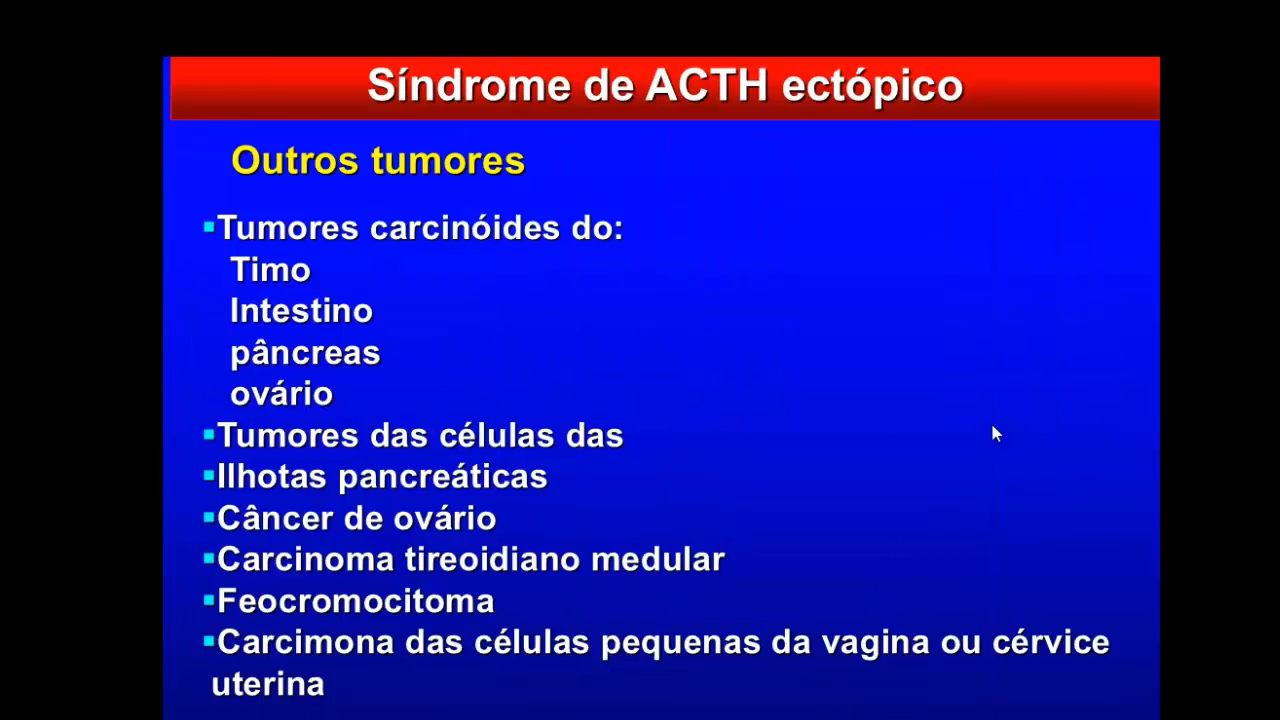 Síndrome de ACTH ectópico
Outros tumores
▪Tumores carcinóides do:
Timo
Intestino
pâncreas
ovário
▪Tumores das células das
▪Ilhotas pancreáticas
▪Câncer de ovário
▪Carcinoma tireoidiano medular
▪Feocromocitoma
▪Carcimona das células pequenas da vagina ou cérvice
uterina